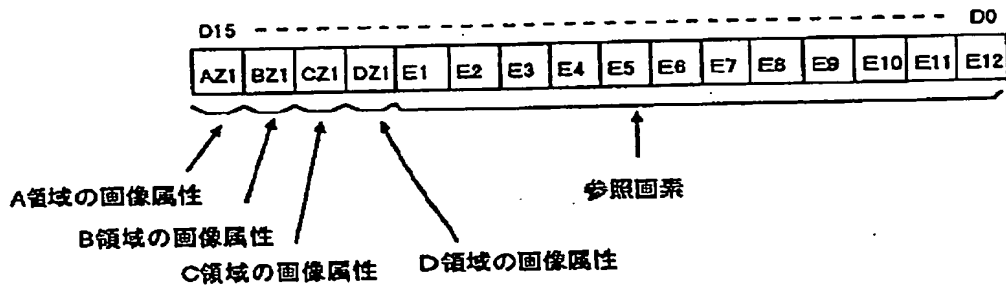 D15 D0
AZ1 BZ1 CZ1 DZ1 E1 E2 E3 E4 E5 E6 E7 E8 E9 E10 E11 E12
A領域の画像属性
B領域の画像属性
C領域の画像属性
D領域の画像属性
参照画素